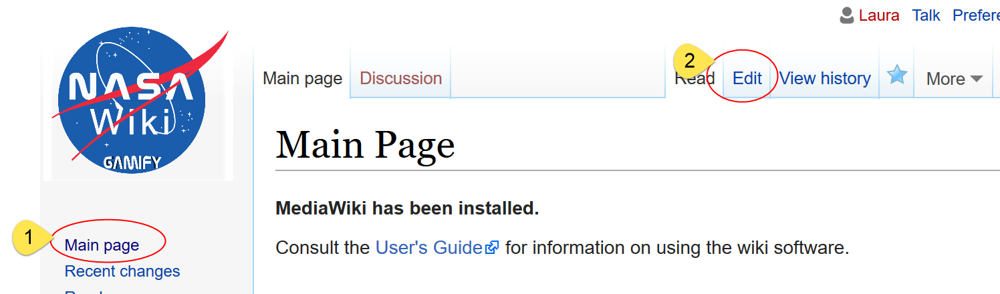 Laura Talk Prefere
NASA
Wiki
GAMIFY
Main page Discussion
2
Read Edit View history More
Main Page
MediaWiki has been installed.
1
Main page
Consult the User's Guide for information on using the wiki software.
Recent changes